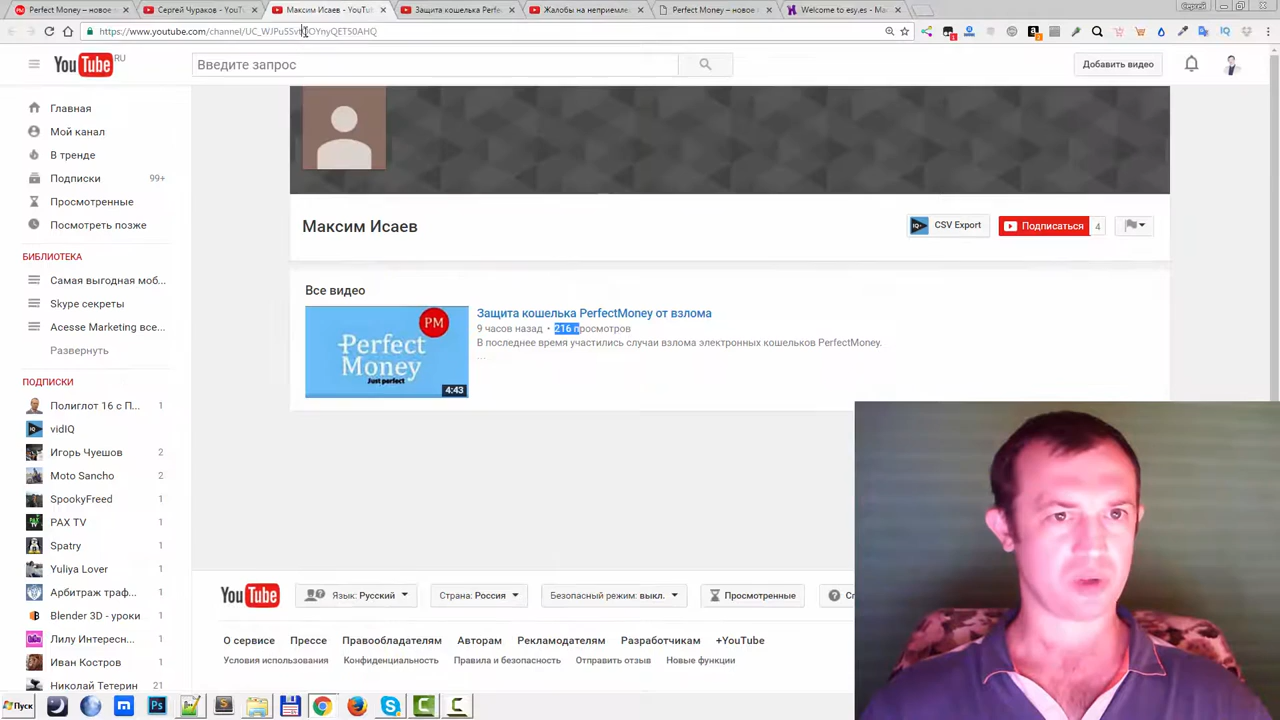 Perfect Money - новое п
Сергей Чураков - YouTu
Максим Исаев - YouTub
Защита кошелька Perfe
Жалобы на неприемле
Perfect Money - новое п
Welcome to esy.es - Ma
Сергей
https://www.youtube.com/channel/
YouTube RU
Введите запрос
Добавить видео
Главная
Мой канал
В тренде
Подписки 99+
Просмотренные
Посмотреть позже
БИБЛИОТЕКА
Самая выгодная моб...
Skype секреты
Acesse Marketing все...
Развернуть
ПОДПИСКИ
Полиглот 16 с П... 1
vidIQ
Игорь Чуешов 2
Moto Sancho 2
SpookyFreed 1
PAX TV 1
Spatry 1
Yuliya Lover 1
Арбитраж траф... 1
Blender 3D - уроки 1
Лилу Интересн... 1
Иван Костров 1
Николай Тетерин 21
Максим Исаев
CSV Export
Подписаться 4
Все видео
PM
Perfect
Money
Just perfect
4:43
Защита кошелька PerfectMoney от взлома
9 часов назад • 216 просмотров
В последнее время участились случаи взлома электронных кошельков PerfectMoney.
...
YouTube
Язык: Русский
Страна: Россия
Безопасный режим: выкл.
Просмотренные
О сервисе Прессе Правообладателям Авторам Рекламодателям Разработчикам +YouTube
Условия использования Конфиденциальность Правила и безопасность Отправить отзыв Новые функции
Пуск